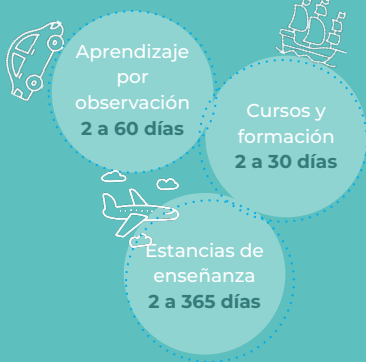 Aprendizaje
por
observación
2 a 60 días
Cursos y
formación
2 a 30 días
Estancias de
enseñanza
2 a 365 días